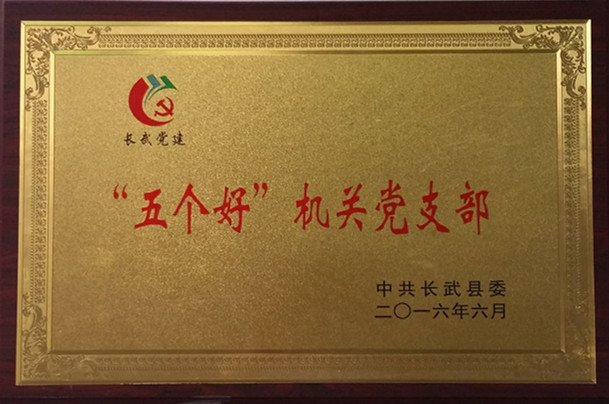 长武党建
“五个好”机关党支部
中共长武县委
二〇一六年六月